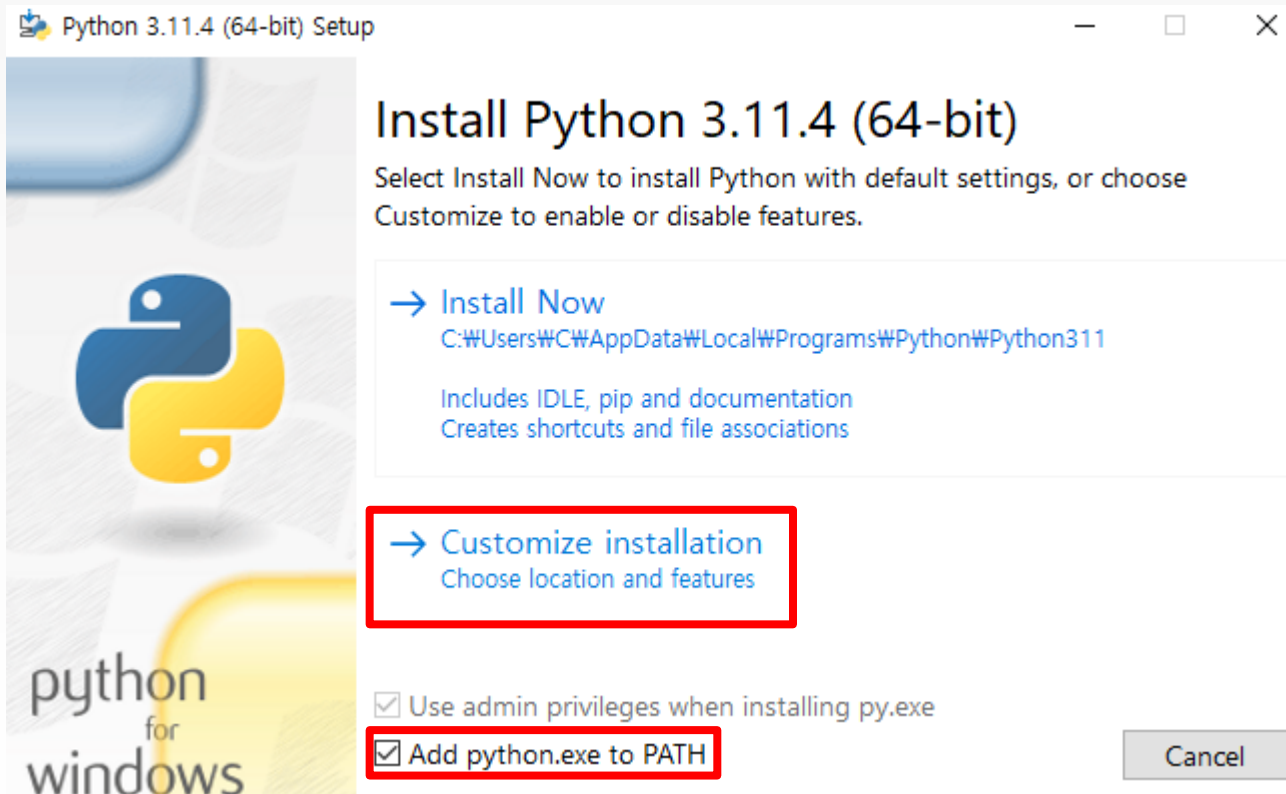 Python 3.11.4 (64-bit) Setup
Install Python 3.11.4 (64-bit)
Select Install Now to install Python with default settings, or choose
Customize to enable or disable features.
→ Install Now
C:₩Users₩C₩AppData₩Local₩Programs₩Python₩Python311
Includes IDLE, pip and documentation
Creates shortcuts and file associations
→ Customize installation
Choose location and features
python
for
windows
Use admin privileges when installing py.exe
Add python.exe to PATH
Cancel